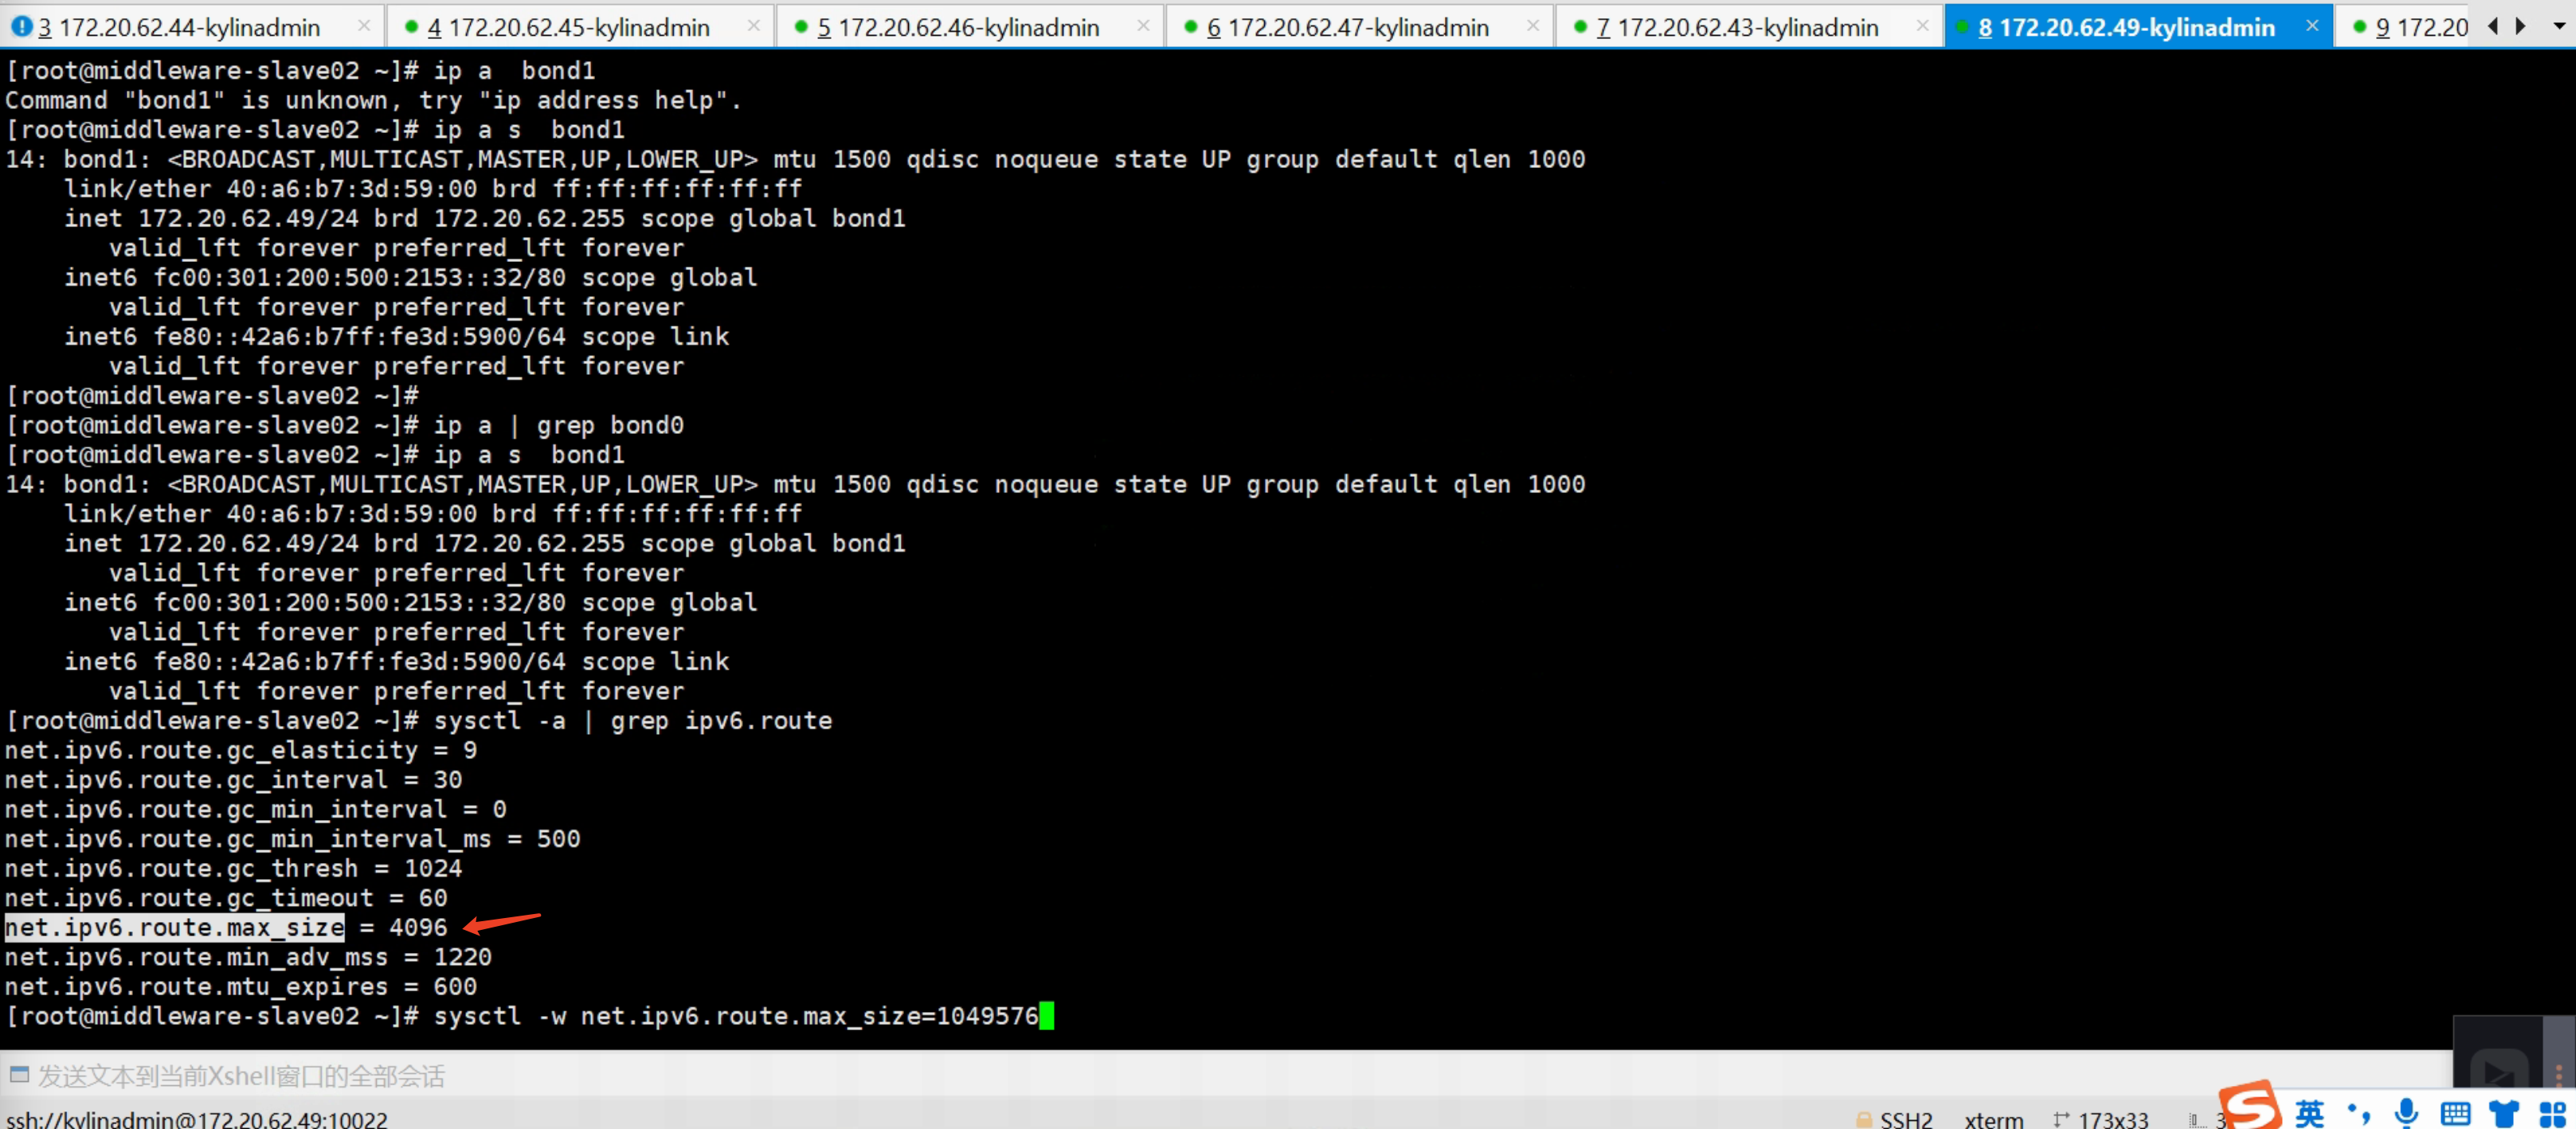 3 172.20.62.44-kylinadmin × 4 172.20.62.45-kylinadmin × 5 172.20.62.46-kylinadmin × 6 172.20.62.47-kylinadmin × 7 172.20.62.43-kylinadmin × 8 172.20.62.49-kylinadmin × 9 172.20
[root@middleware-slave02 ~]# ip a  bond1
Command "bond1" is unknown, try "ip address help".
[root@middleware-slave02 ~]# ip a s  bond1
14: bond1: <BROADCAST,MULTICAST,MASTER,UP,LOWER_UP> mtu 1500 qdisc noqueue state UP group default qlen 1000
    link/ether 40:a6:b7:3d:59:00 brd ff:ff:ff:ff:ff:ff
    inet 172.20.62.49/24 brd 172.20.62.255 scope global bond1
       valid_lft forever preferred_lft forever
    inet6 fc00:301:200:500:2153::32/80 scope global
       valid_lft forever preferred_lft forever
    inet6 fe80::42a6:b7ff:fe3d:5900/64 scope link
       valid_lft forever preferred_lft forever
[root@middleware-slave02 ~]#
[root@middleware-slave02 ~]# ip a | grep bond0
[root@middleware-slave02 ~]# ip a s  bond1
14: bond1: <BROADCAST,MULTICAST,MASTER,UP,LOWER_UP> mtu 1500 qdisc noqueue state UP group default qlen 1000
    link/ether 40:a6:b7:3d:59:00 brd ff:ff:ff:ff:ff:ff
    inet 172.20.62.49/24 brd 172.20.62.255 scope global bond1
       valid_lft forever preferred_lft forever
    inet6 fc00:301:200:500:2153::32/80 scope global
       valid_lft forever preferred_lft forever
    inet6 fe80::42a6:b7ff:fe3d:5900/64 scope link
       valid_lft forever preferred_lft forever
[root@middleware-slave02 ~]# sysctl -a | grep ipv6.route
net.ipv6.route.gc_elasticity = 9
net.ipv6.route.gc_interval = 30
net.ipv6.route.gc_min_interval = 0
net.ipv6.route.gc_min_interval_ms = 500
net.ipv6.route.gc_thresh = 1024
net.ipv6.route.gc_timeout = 60
net.ipv6.route.max_size = 4096
net.ipv6.route.min_adv_mss = 1220
net.ipv6.route.mtu_expires = 600
[root@middleware-slave02 ~]# sysctl -w net.ipv6.route.max_size=1049576
发送文本到当前Xshell窗口的全部会话
ssh://kylinadmin@172.20.62.49:10022 SSH2 xterm 173x33 3 英